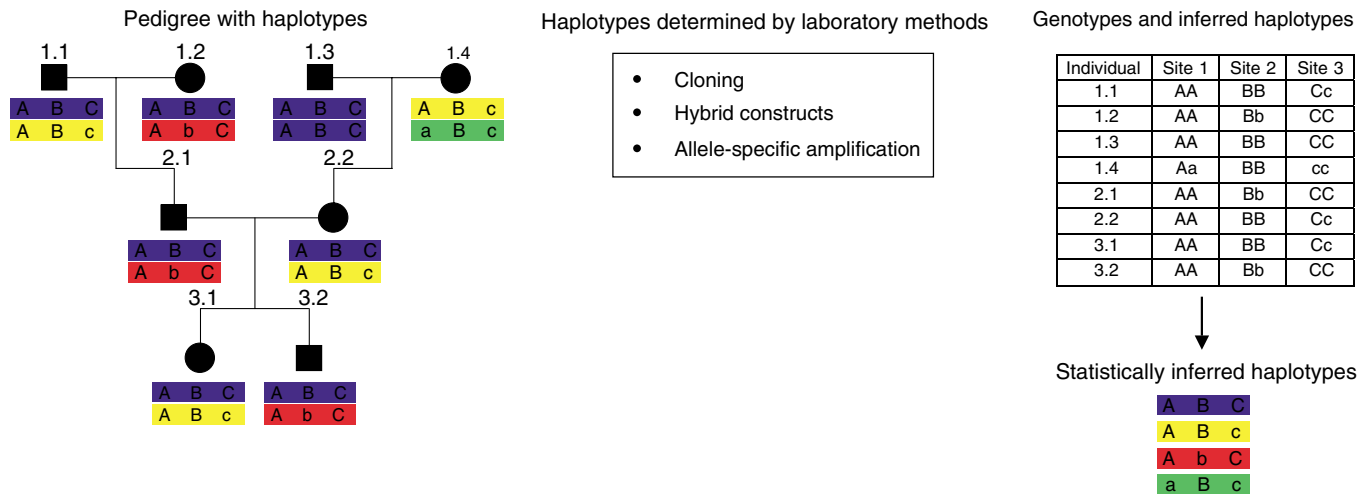 Pedigree with haplotypes
1.1 1.2 1.3 1.4
A B C A B C A B C A B c
A B c A b C A B C a B c
2.1 2.2
A B C A B C
A b C A B c
3.1 3.2
A B C A B C
A B c A b C
Haplotypes determined by laboratory methods
• Cloning
• Hybrid constructs
• Allele-specific amplification
Genotypes and inferred haplotypes
Individual Site 1 Site 2 Site 3
1.1 AA BB Cc
1.2 AA Bb CC
1.3 AA BB CC
1.4 Aa BB cc
2.1 AA Bb CC
2.2 AA BB Cc
3.1 AA BB Cc
3.2 AA Bb CC
Statistically inferred haplotypes
A B C
A B c
A b C
a B c